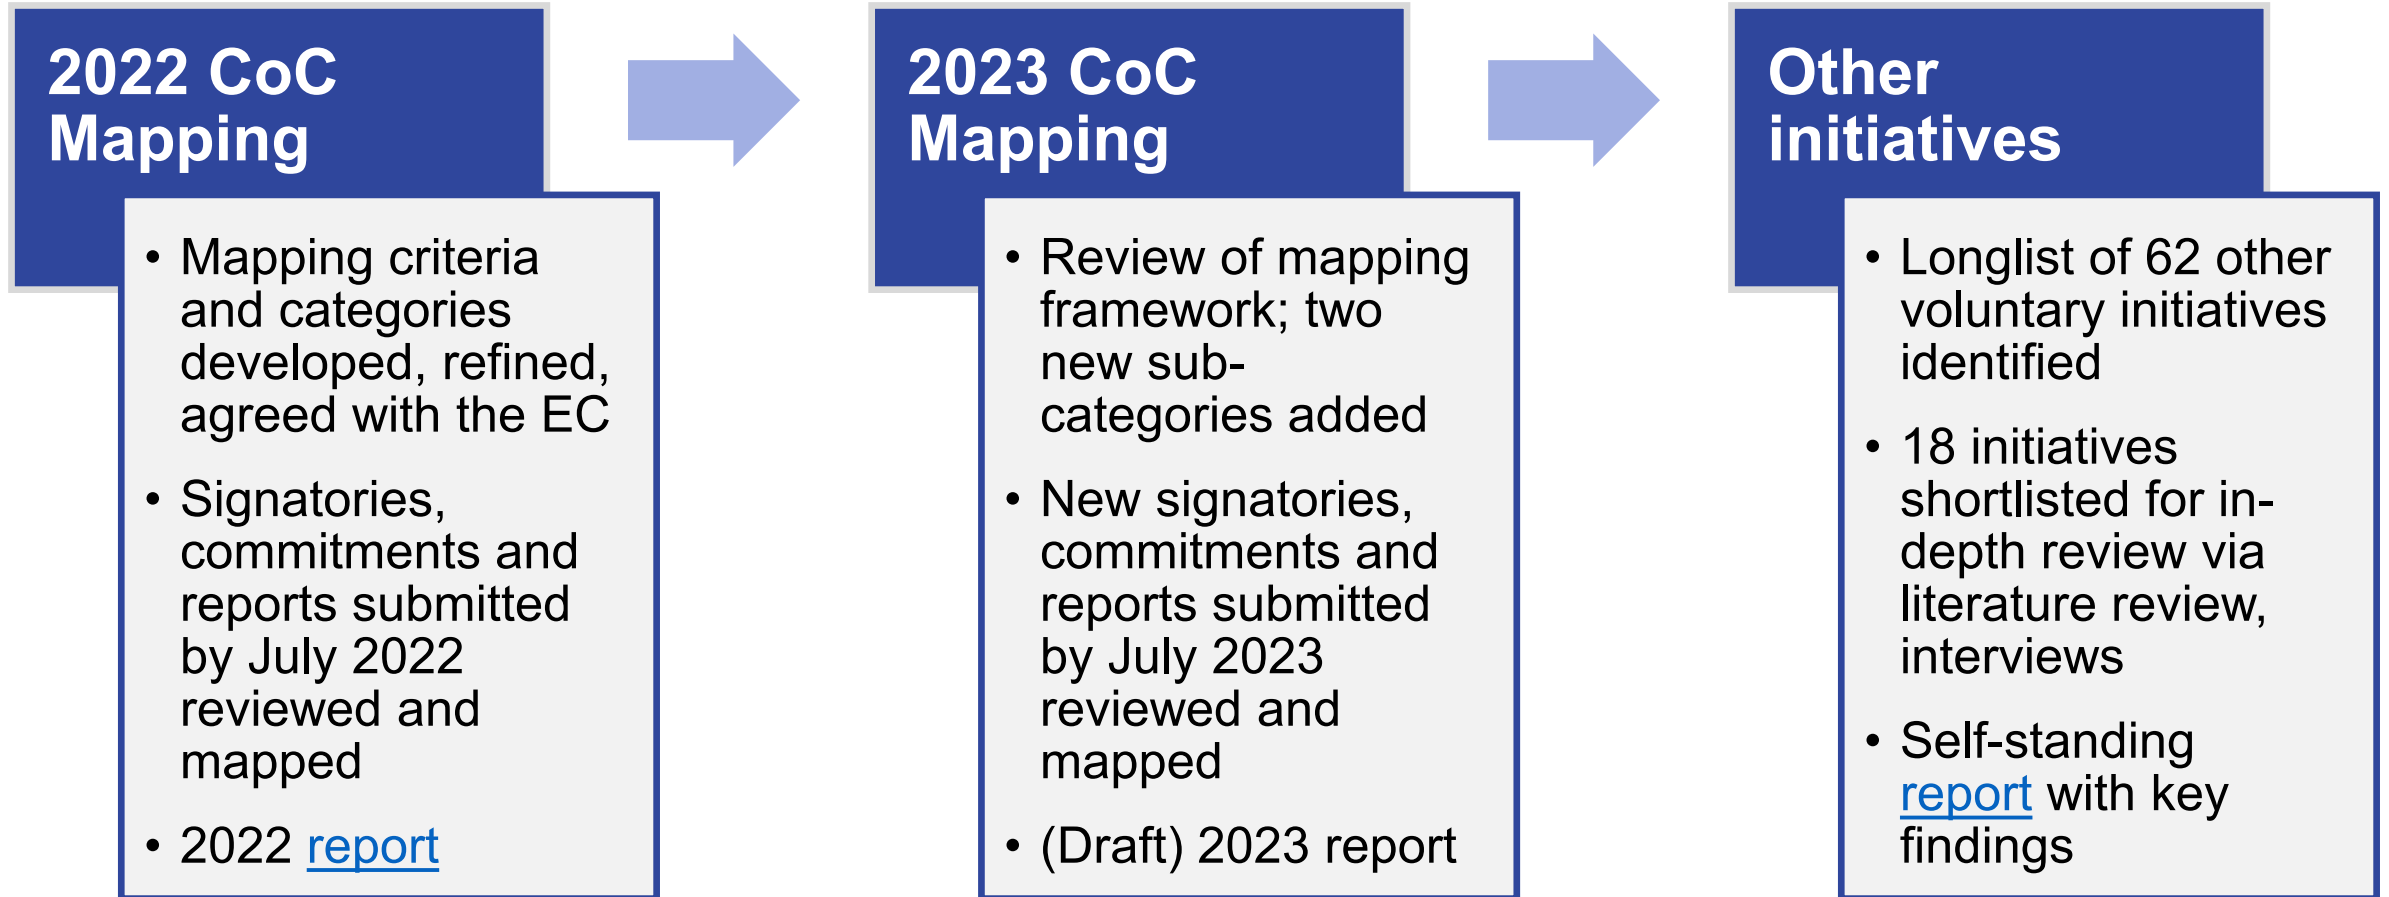 2022 CoC
Mapping
• Mapping criteria
and categories
developed, refined,
agreed with the EC
• Signatories,
commitments and
reports submitted
by July 2022
reviewed and
mapped
• 2022 report
2023 CoC
Mapping
• Review of mapping
framework; two
new sub-
categories added
• New signatories,
commitments and
reports submitted
by July 2023
reviewed and
mapped
• (Draft) 2023 report
Other
initiatives
• Longlist of 62 other
voluntary initiatives
identified
• 18 initiatives
shortlisted for in-
depth review via
literature review,
interviews
• Self-standing
report with key
findings